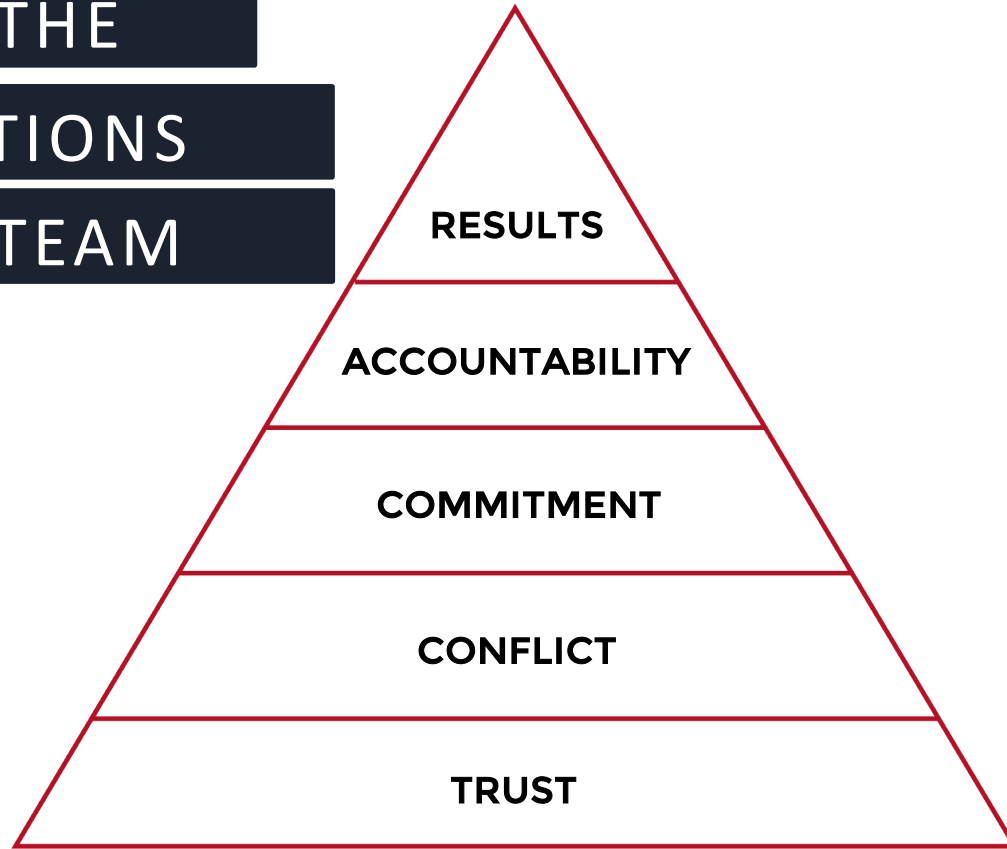 THE
TIONS
TEAM
RESULTS
ACCOUNTABILITY
COMMITMENT
CONFLICT
TRUST